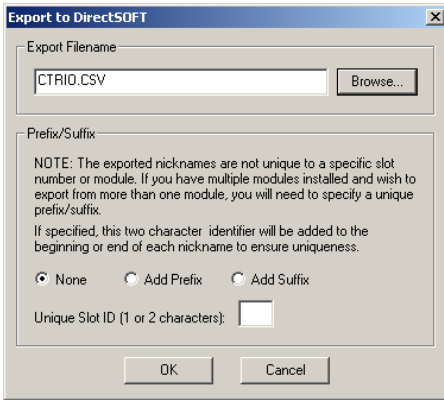 Export to DirectSOFT
Export Filename
CTRIO.CSV
Browse...
Prefix/Suffix
NOTE: The exported nicknames are not unique to a specific slot
number or module. If you have multiple modules installed and wish to
export from more than one module, you will need to specify a unique
prefix/suffix.
If specified, this two character identifier will be added to the
beginning or end of each nickname to ensure uniqueness.
None Add Prefix Add Suffix
Unique Slot ID (1 or 2 characters):
OK Cancel